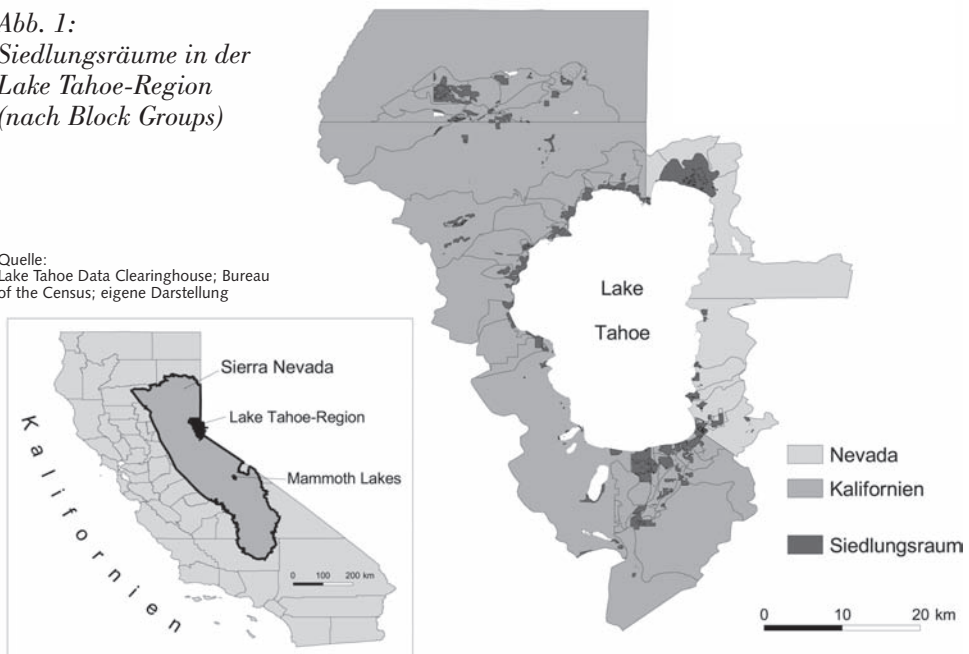 Abb. 1:
Siedlungsräume in der
Lake Tahoe-Region
(nach Block Groups)
Quelle:
Lake Tahoe Data Clearinghouse; Bureau
of the Census; eigene Darstellung
Sierra Nevada
Lake Tahoe-Region
Mammoth Lakes
Kalifornien
0 100 200 km
Lake
Tahoe
Nevada
Kalifornien
Siedlungsraum
0 10 20 km